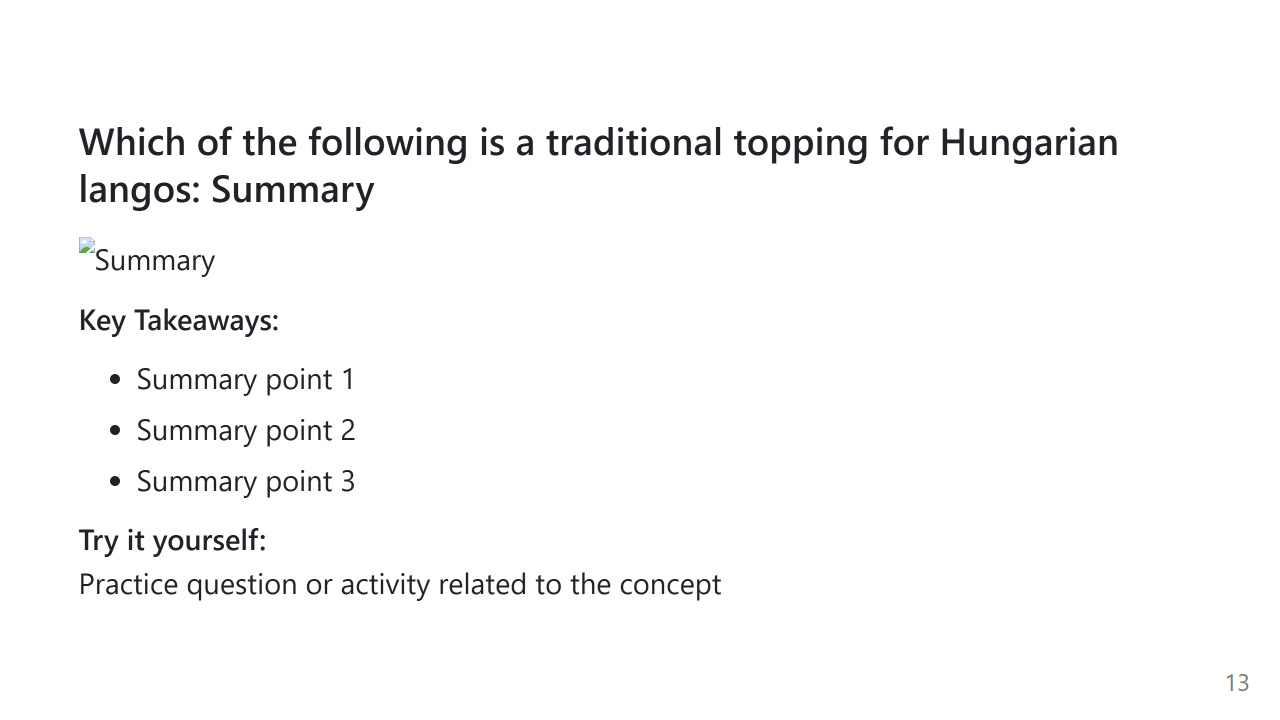 Which of the following is a traditional topping for Hungarian
langos: Summary
Summary
Key Takeaways:
• Summary point 1
• Summary point 2
• Summary point 3
Try it yourself:
Practice question or activity related to the concept
13